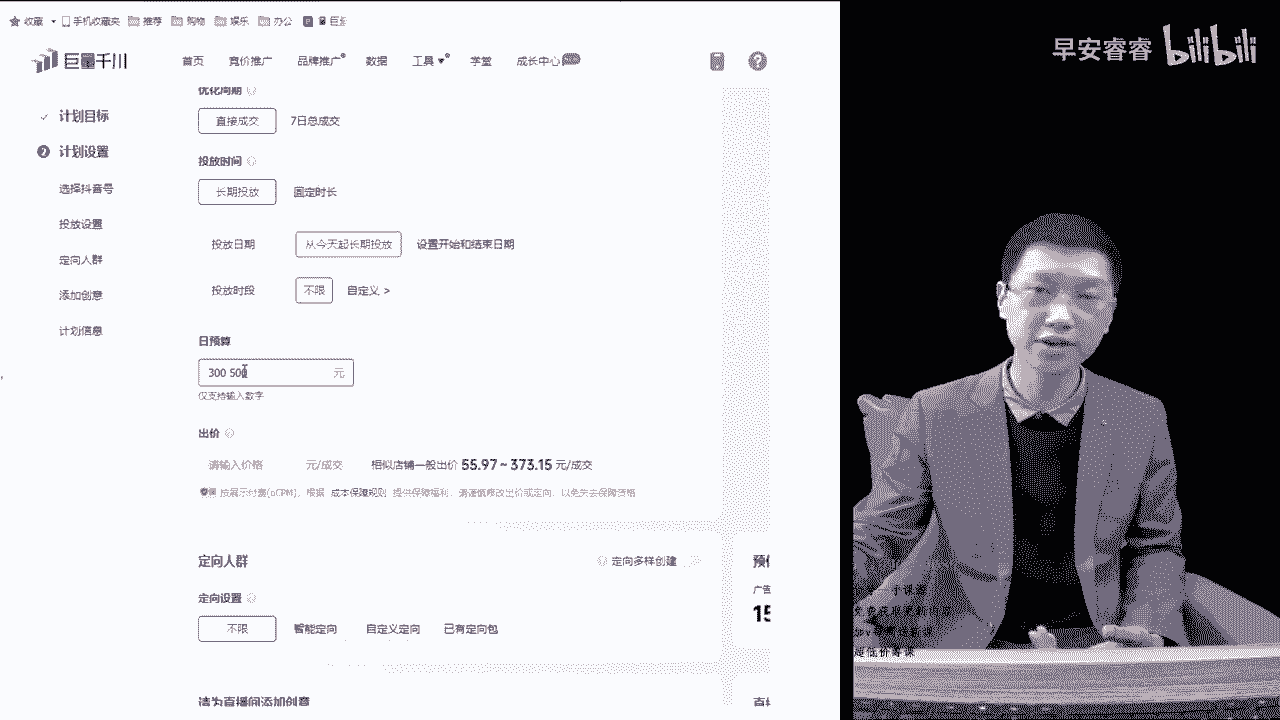 收藏 手机收藏夹 推荐 购物 娱乐 办公
巨量千川 首页 竞价推广 品牌推广 数据 工具 学堂 成长中心
早安睿睿 bilibili
计划目标
2 计划设置
选择抖音号
投放设置
定向人群
添加创意
计划信息
优化周期
直接成交 7日总成交
投放时间
长期投放 固定时长
投放日期 从今天起长期投放 设置开始和结束日期
投放时段 不限 自定义 >
日预算
300 500 元
仅支持输入数字
出价
请输入价格 元/成交 相似店铺一般出价 55.97 ~ 373.15 元/成交
按展示付费(oCPM),根据 成本保障规则 提供保障福利,请谨慎修改出价或定向,以免失去保障资格
定向人群 定向多样创建
定向设置
不限 智能定向 自定义定向 已有定向包
请为直播间添加创意
预估
广告
15
直播
超低价筹课